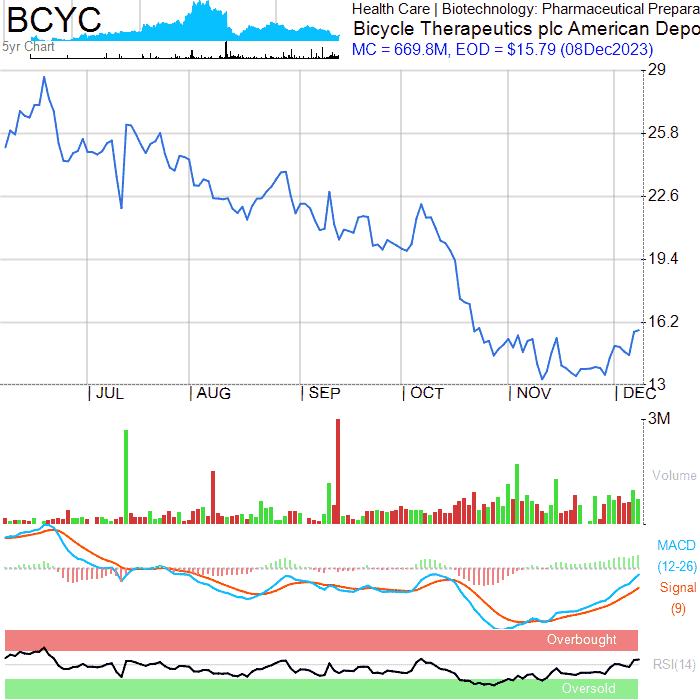 BCYC
5yr Chart
Health Care | Biotechnology: Pharmaceutical Prepara
Bicycle Therapeutics plc American Depo
MC = 669.8M, EOD = $15.79 (08Dec2023)
29
25.8
22.6
19.4
16.2
13
JUL AUG SEP OCT NOV DEC
3M
Volume
MACD
(12-26)
Signal
(9)
Overbought
RSI(14)
Oversold